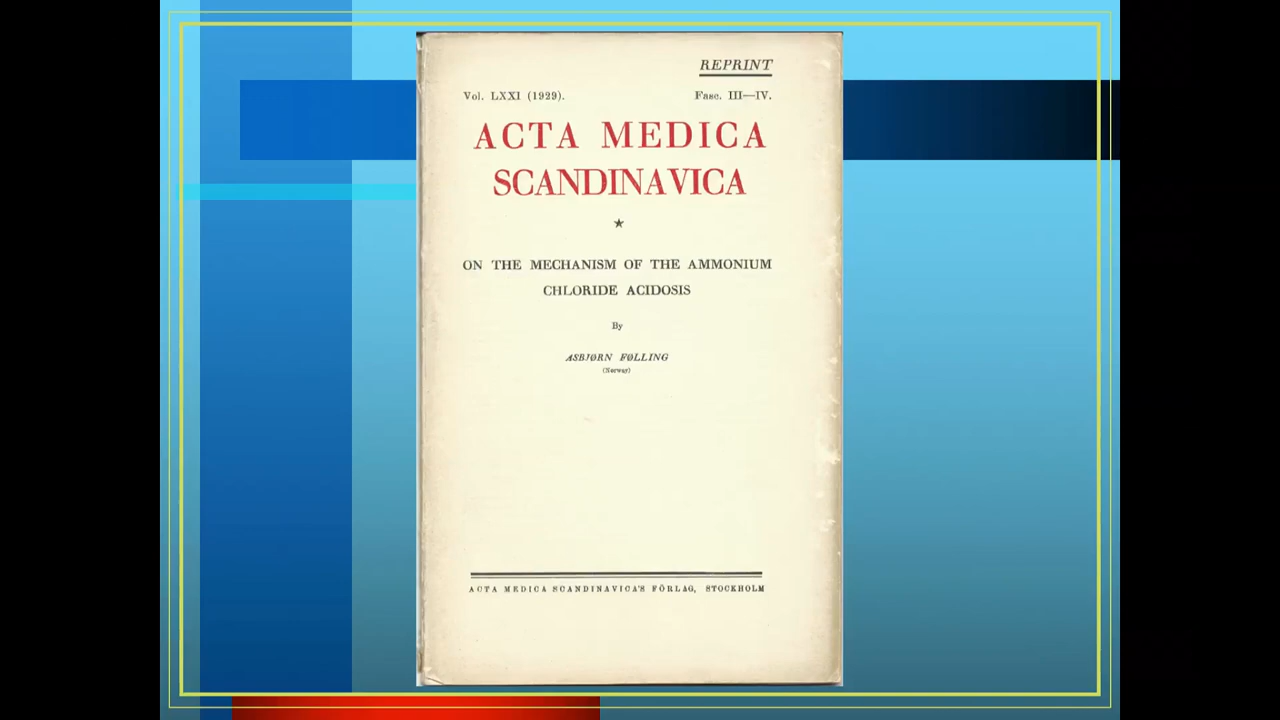 REPRINT
Vol. LXXI (1929). Fasc. III—IV.
ACTA MEDICA
SCANDINAVICA
★
ON THE MECHANISM OF THE AMMONIUM
CHLORIDE ACIDOSIS
By
ASBJØRN FØLLING
(Norway)
ACTA MEDICA SCANDINAVICA'S FÖRLAG, STOCKHOLM